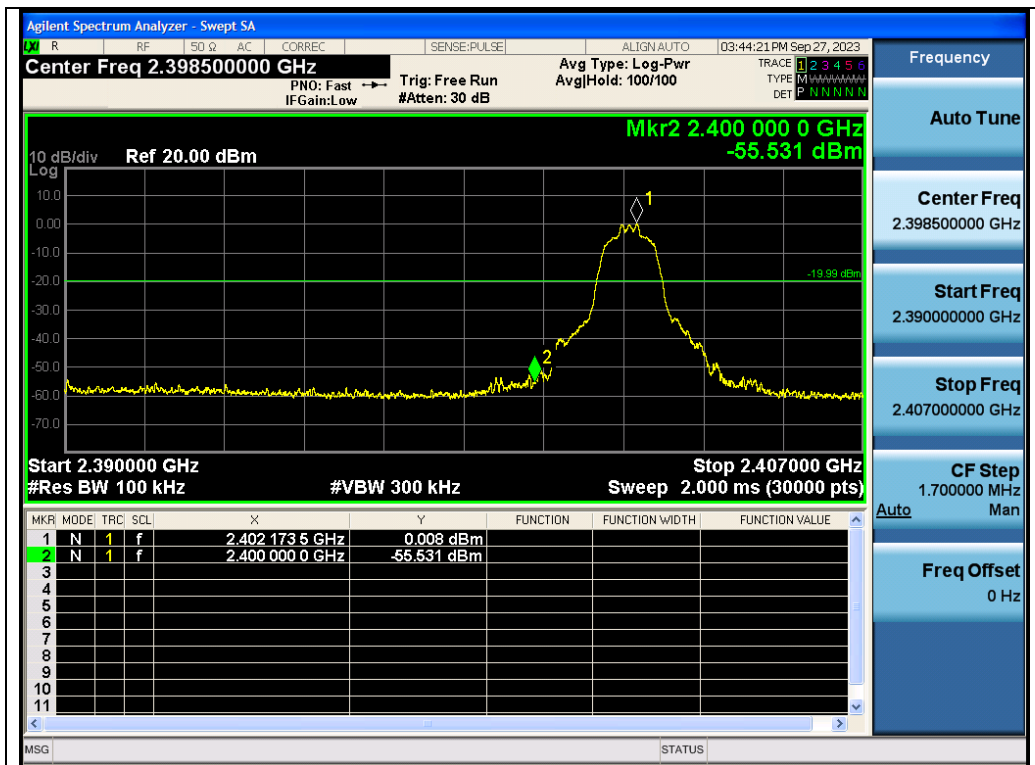 Agilent Spectrum Analyzer - Swept SA
LXI R RF 50 Ω AC CORREC SENSE:PULSE ALIGN AUTO 03:44:21 PM Sep 27, 2023
Center Freq 2.398500000 GHz
PNO: Fast
IFGain:Low
Trig: Free Run
#Atten: 30 dB
Avg Type: Log-Pwr
Avg|Hold: 100/100
TRACE 1 2 3 4 5 6
TYPE M
DET P N N N N N
Mkr2 2.400 000 0 GHz
-55.531 dBm
10 dB/div Ref 20.00 dBm
Log
10.0
0.00
-10.0
-20.0
-30.0
-40.0
-50.0
-60.0
-70.0
1
-19.99 dBm
2
Start 2.390000 GHz Stop 2.407000 GHz
#Res BW 100 kHz #VBW 300 kHz Sweep 2.000 ms (30000 pts)
MKR MODE TRC SCL X Y FUNCTION FUNCTION WIDTH FUNCTION VALUE
1 N 1 f 2.402 173 5 GHz 0.008 dBm
2 N 1 f 2.400 000 0 GHz -55.531 dBm
3
4
5
6
7
8
9
10
11
MSG STATUS
Frequency
Auto Tune
Center Freq
2.398500000 GHz
Start Freq
2.390000000 GHz
Stop Freq
2.407000000 GHz
CF Step
1.700000 MHz
Auto Man
Freq Offset
0 Hz